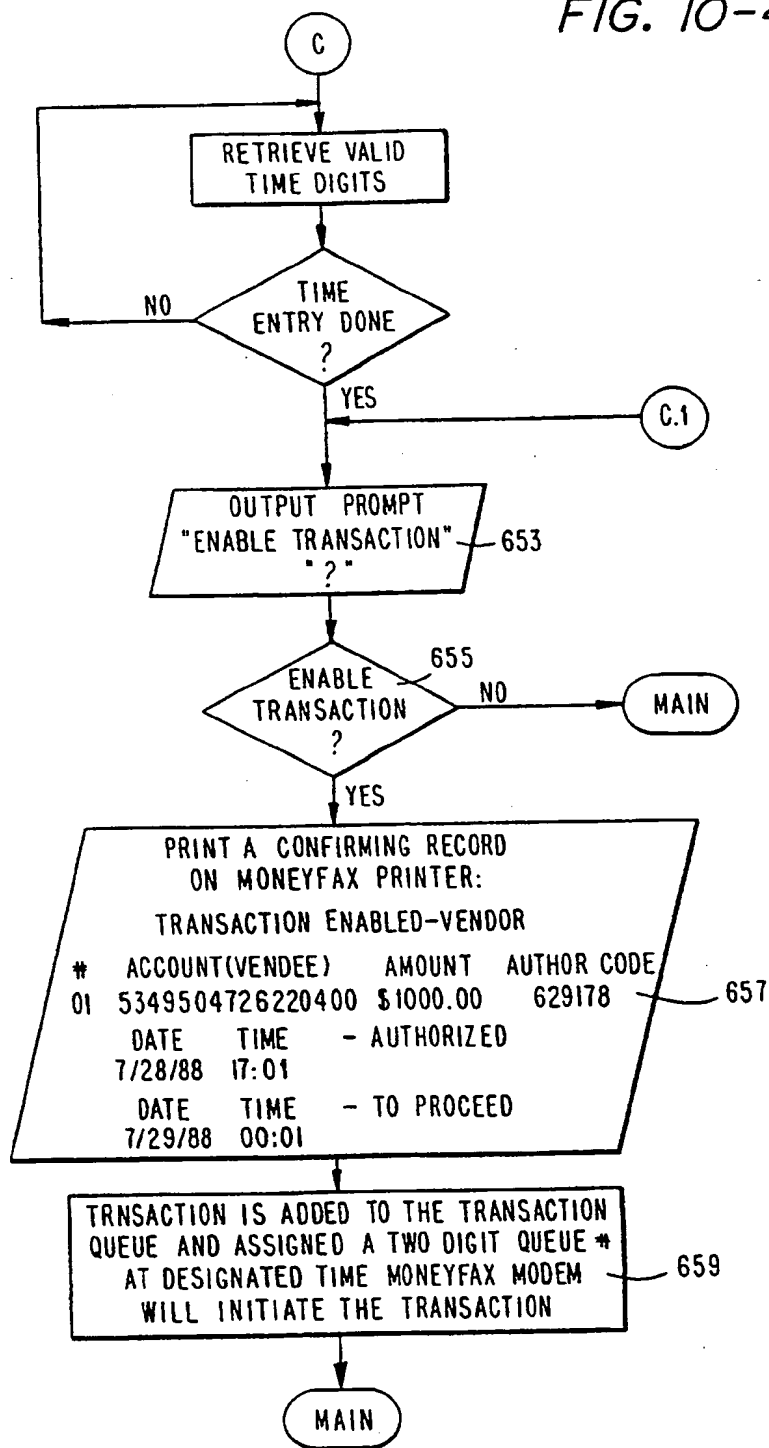 FIG. 10-4
C
RETRIEVE VALID
TIME DIGITS
TIME
ENTRY DONE
?
NO
YES
C.1
OUTPUT PROMPT
"ENABLE TRANSACTION"
"?"
653
655
ENABLE
TRANSACTION
?
NO
MAIN
YES
PRINT A CONFIRMING RECORD
ON MONEYFAX PRINTER:
TRANSACTION ENABLED-VENDOR
# ACCOUNT(VENDEE) AMOUNT AUTHOR CODE
01 5349504726220400 $1000.00 629178
657
DATE TIME - AUTHORIZED
7/28/88 17:01
DATE TIME - TO PROCEED
7/29/88 00:01
TRNSACTION IS ADDED TO THE TRANSACTION
QUEUE AND ASSIGNED A TWO DIGIT QUEUE #
AT DESIGNATED TIME MONEYFAX MODEM
WILL INITIATE THE TRANSACTION
659
MAIN